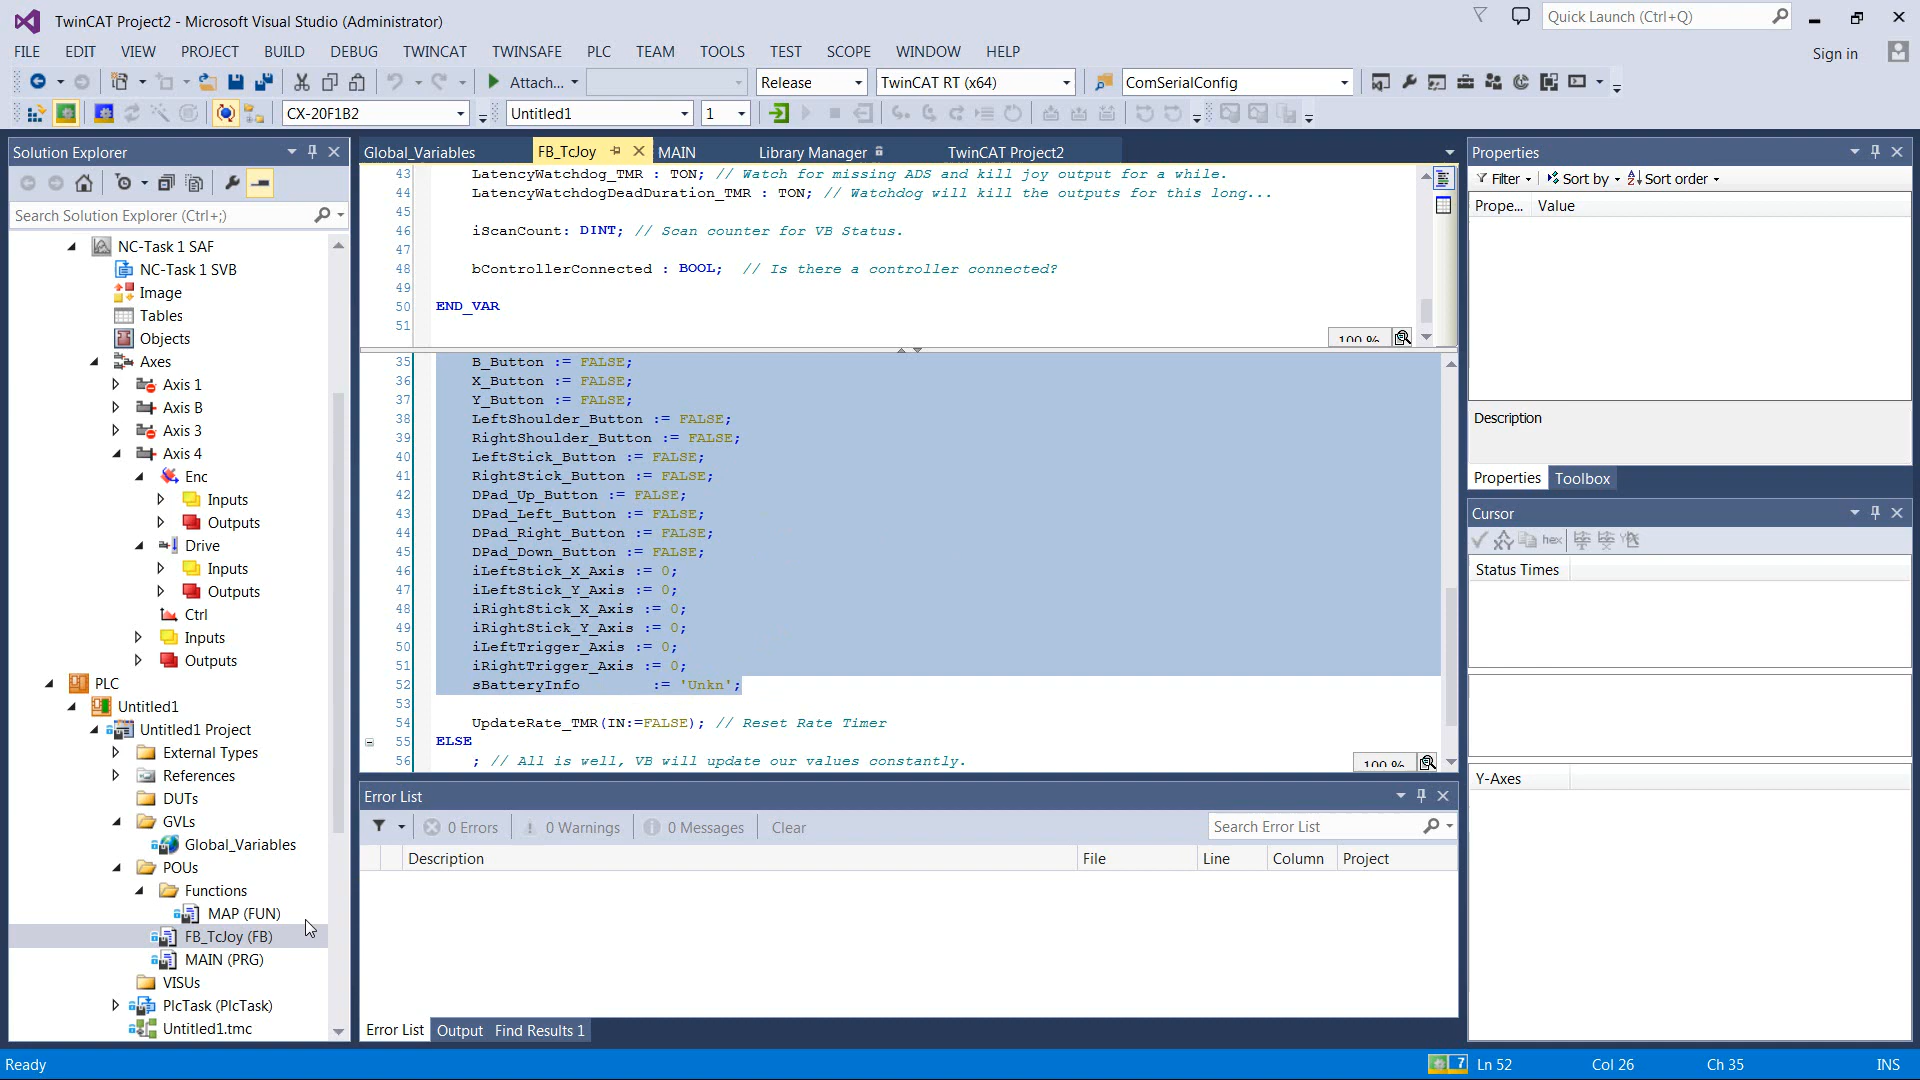 TwinCAT Project2 - Microsoft Visual Studio (Administrator)
Quick Launch (Ctrl+Q)
FILE EDIT VIEW PROJECT BUILD DEBUG TWINCAT TWINSAFE PLC TEAM TOOLS TEST SCOPE WINDOW HELP
Sign in
Attach... Release TwinCAT RT (x64) ComSerialConfig
CX-20F1B2 Untitled1 1
Solution Explorer
Search Solution Explorer (Ctrl+;)
NC-Task 1 SAF
NC-Task 1 SVB
Image
Tables
Objects
Axes
Axis 1
Axis B
Axis 3
Axis 4
Enc
Inputs
Outputs
Drive
Inputs
Outputs
Ctrl
Inputs
Outputs
PLC
Untitled1
Untitled1 Project
External Types
References
DUTs
GVLs
Global_Variables
POUs
Functions
MAP (FUN)
FB_TcJoy (FB)
MAIN (PRG)
VISUs
PlcTask (PlcTask)
Untitled1.tmc
Global_Variables FB_TcJoy MAIN Library Manager TwinCAT Project2
43 LatencyWatchdog_TMR : TON; // Watch for missing ADS and kill joy output for a while.
44 LatencyWatchdogDeadDuration_TMR : TON; // Watchdog will kill the outputs for this long...
45
46 iScanCount: DINT; // Scan counter for VB Status.
47
48 bControllerConnected : BOOL; // Is there a controller connected?
49
50 END_VAR
51
100 %
35 B_Button := FALSE;
36 X_Button := FALSE;
37 Y_Button := FALSE;
38 LeftShoulder_Button := FALSE;
39 RightShoulder_Button := FALSE;
40 LeftStick_Button := FALSE;
41 RightStick_Button := FALSE;
42 DPad_Up_Button := FALSE;
43 DPad_Left_Button := FALSE;
44 DPad_Right_Button := FALSE;
45 DPad_Down_Button := FALSE;
46 iLeftStick_X_Axis := 0;
47 iLeftStick_Y_Axis := 0;
48 iRightStick_X_Axis := 0;
49 iRightStick_Y_Axis := 0;
50 iLeftTrigger_Axis := 0;
51 iRightTrigger_Axis := 0;
52 sBatteryInfo := 'Unkn';
53
54 UpdateRate_TMR(IN:=FALSE); // Reset Rate Timer
55 ELSE
56 ; // All is well, VB will update our values constantly.
100 %
Error List
0 Errors 0 Warnings 0 Messages Clear
Search Error List
Description File Line Column Project
Error List Output Find Results 1
Properties
Filter Sort by Sort order
Prope... Value
Description
Properties Toolbox
Cursor
hex
Status Times
Y-Axes
Ready
7 Ln 52 Col 26 Ch 35 INS